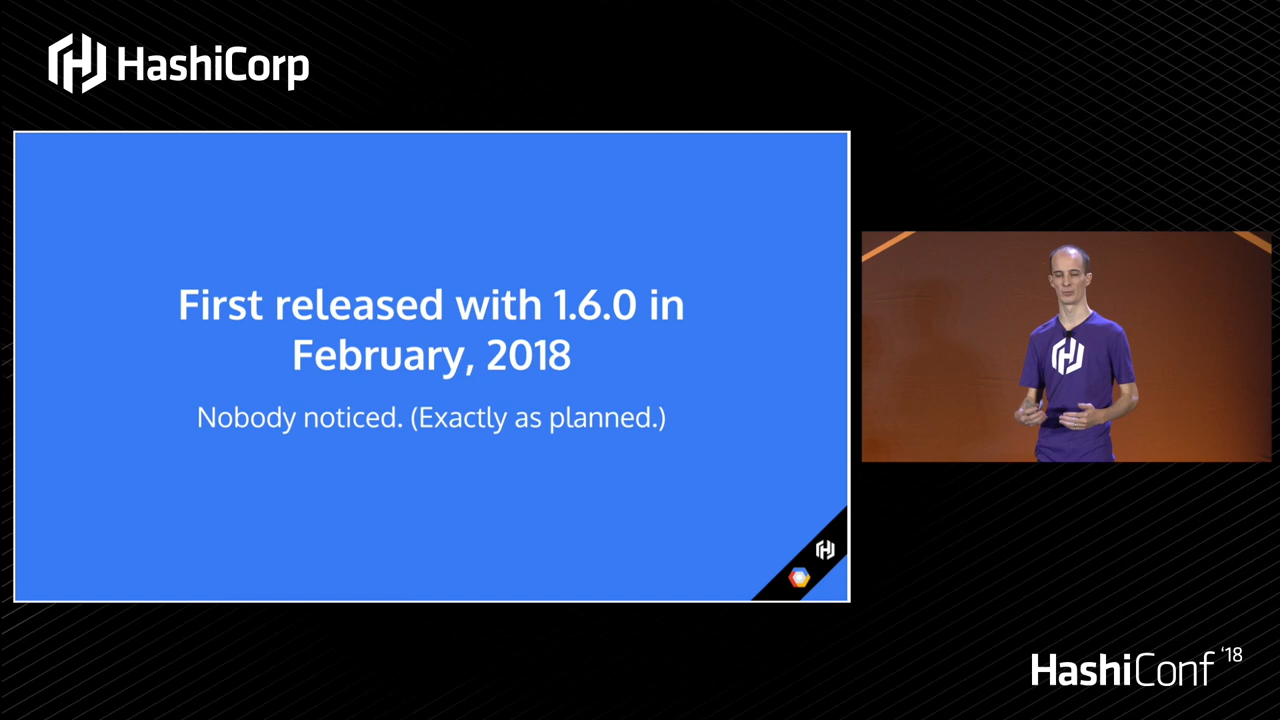 HashiCorp
First released with 1.6.0 in
February, 2018
Nobody noticed. (Exactly as planned.)
HashiConf '18